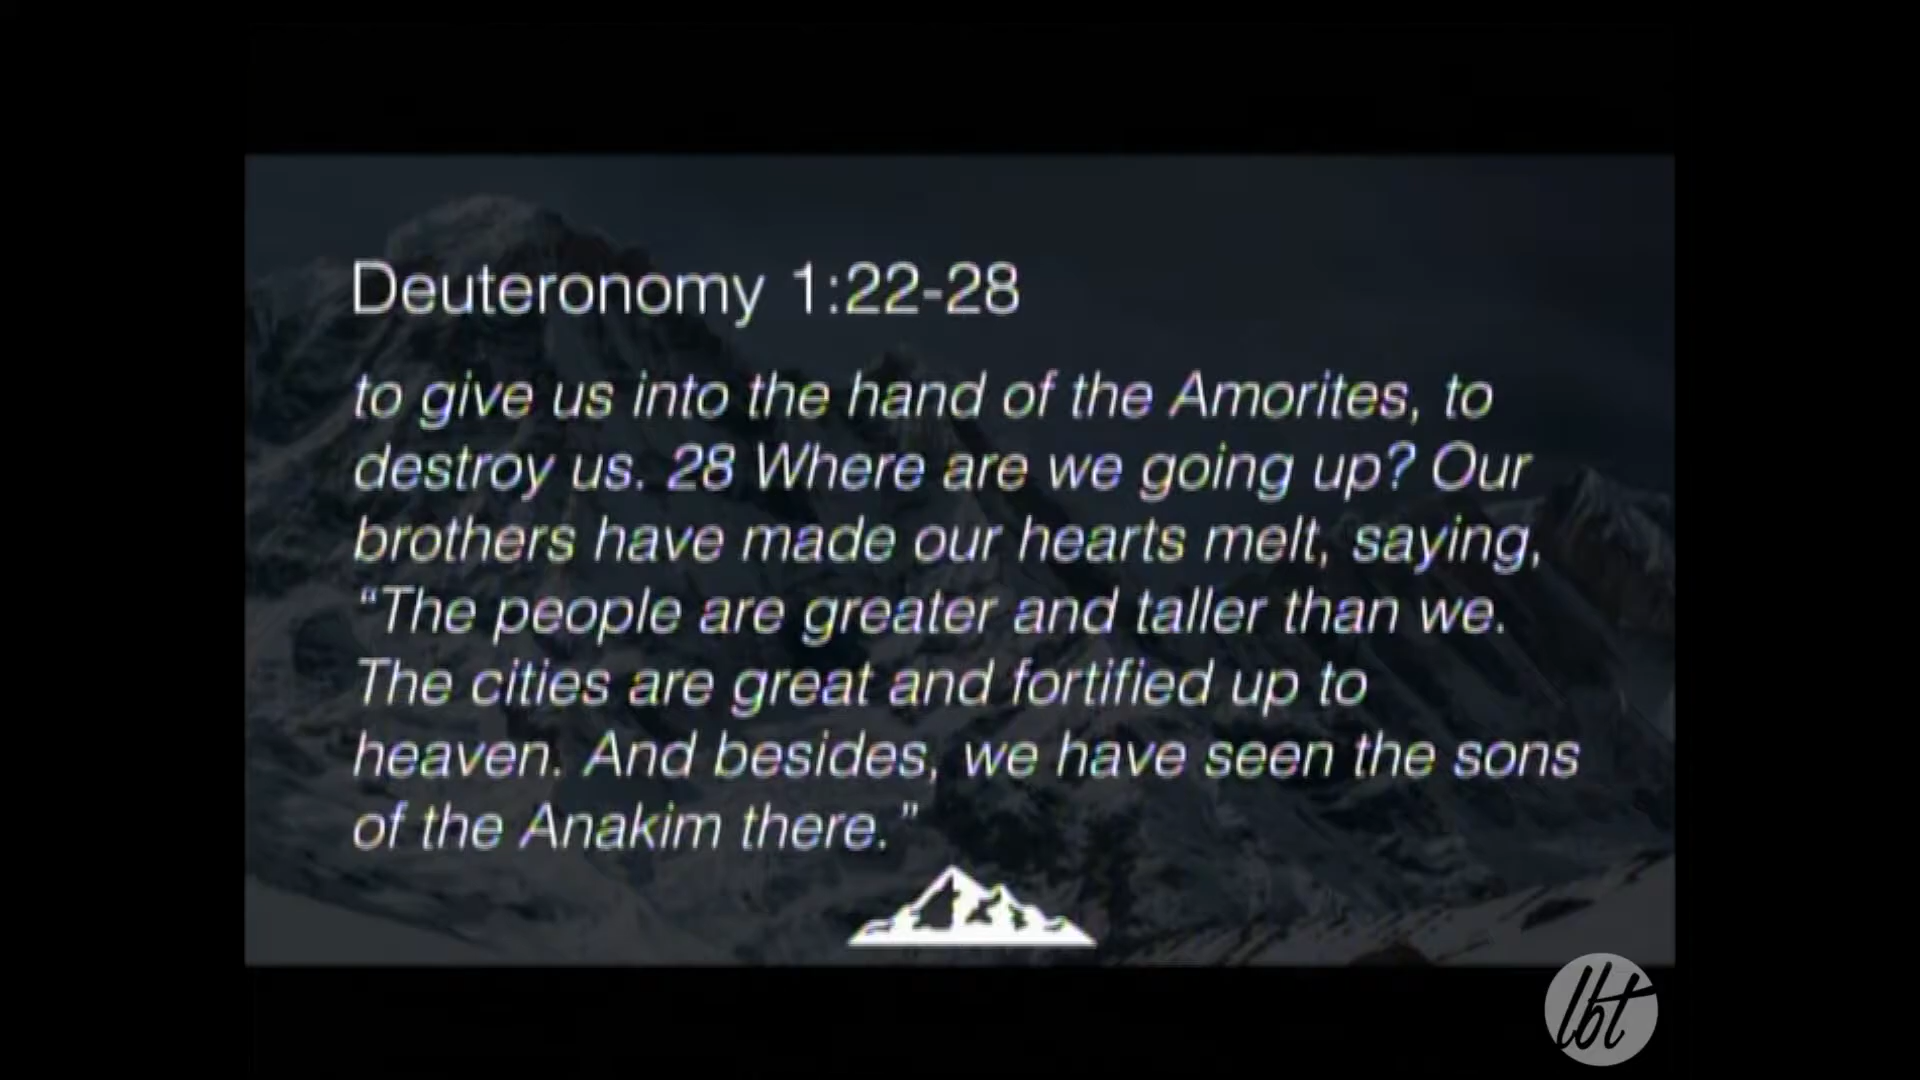 Deuteronomy 1:22-28
to give us into the hand of the Amorites, to
destroy us. 28 Where are we going up? Our
brothers have made our hearts melt, saying,
“The people are greater and taller than we.
The cities are great and fortified up to
heaven. And besides, we have seen the sons
of the Anakim there.”
lbt